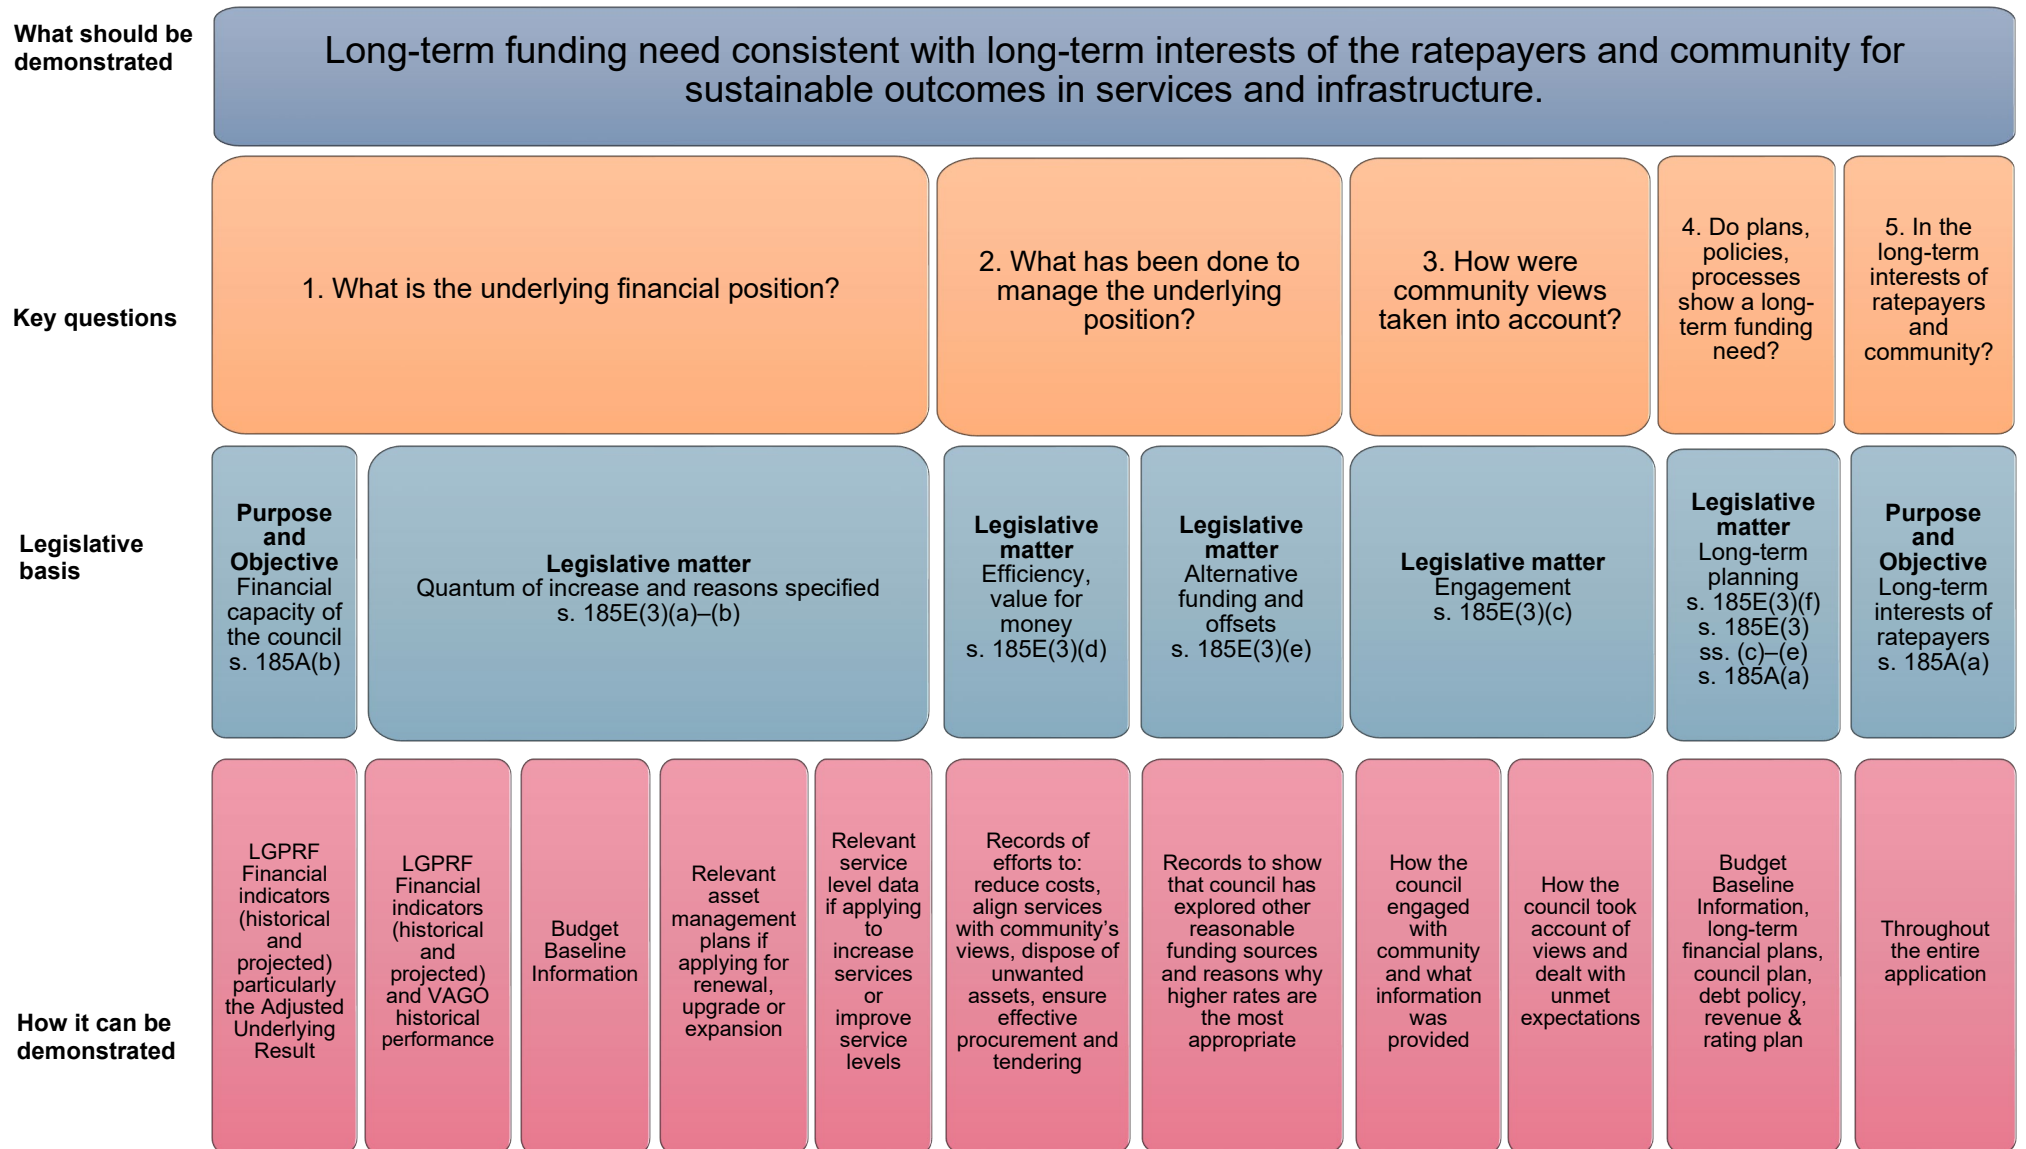 What should be
demonstrated
Long-term funding need consistent with long-term interests of the ratepayers and community for
sustainable outcomes in services and infrastructure.
Key questions
1. What is the underlying financial position?
2. What has been done to
manage the underlying
position?
3. How were
community views
taken into account?
4. Do plans,
policies,
processes
show a long-
term funding
need?
5. In the
long-term
interests of
ratepayers
and
community?
Legislative
basis
Purpose
and
Objective
Financial
capacity of
the council
s. 185A(b)
Legislative matter
Quantum of increase and reasons specified
s. 185E(3)(a)–(b)
Legislative
matter
Efficiency,
value for
money
s. 185E(3)(d)
Legislative
matter
Alternative
funding and
offsets
s. 185E(3)(e)
Legislative matter
Engagement
s. 185E(3)(c)
Legislative
matter
Long-term
planning
s. 185E(3)(f)
s. 185E(3)
ss. (c)–(e)
s. 185A(a)
Purpose
and
Objective
Long-term
interests of
ratepayers
s. 185A(a)
How it can be
demonstrated
LGPRF
Financial
indicators
(historical
and
projected)
particularly
the Adjusted
Underlying
Result
LGPRF
Financial
indicators
(historical
and
projected)
and VAGO
historical
performance
Budget
Baseline
Information
Relevant
asset
management
plans if
applying for
renewal,
upgrade or
expansion
Relevant
service
level data
if applying
to
increase
services
or
improve
service
levels
Records of
efforts to:
reduce costs,
align services
with community’s
views, dispose of
unwanted
assets, ensure
effective
procurement and
tendering
Records to show
that council has
explored other
reasonable
funding sources
and reasons why
higher rates are
the most
appropriate
How the
council
engaged
with
community
and what
information
was
provided
How the
council took
account of
views and
dealt with
unmet
expectations
Budget
Baseline
Information,
long-term
financial plans,
council plan,
debt policy,
revenue &
rating plan
Throughout
the entire
application